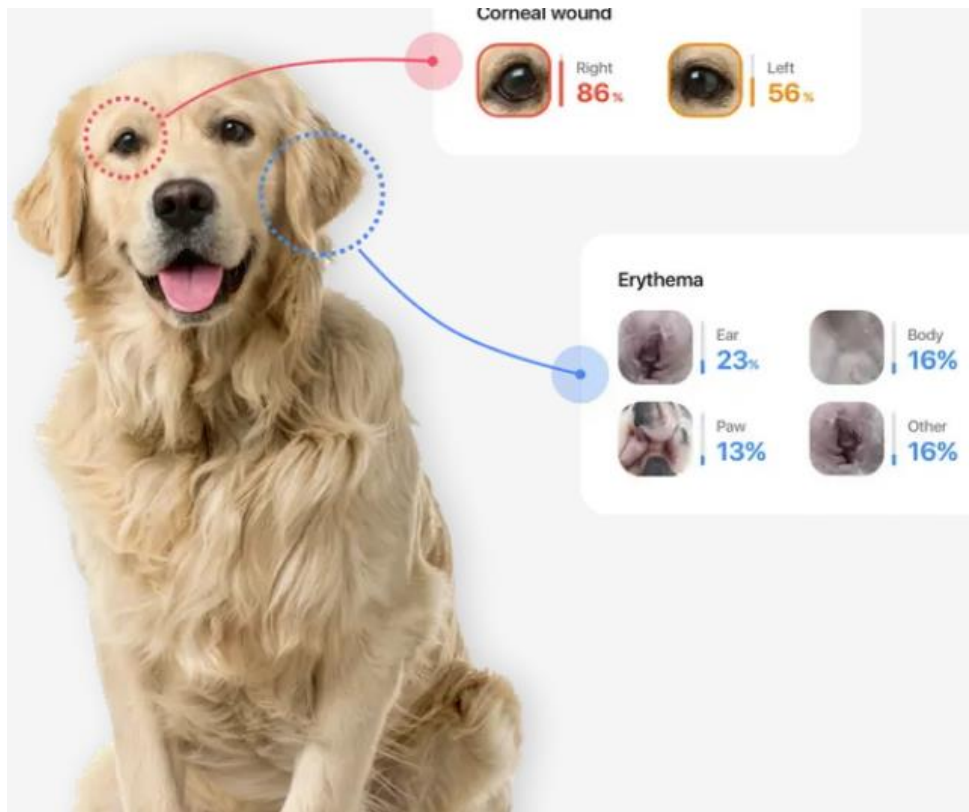 Corneal wound
Right
86%
Left
56%
Erythema
Ear
23%
Body
16%
Paw
13%
Other
16%